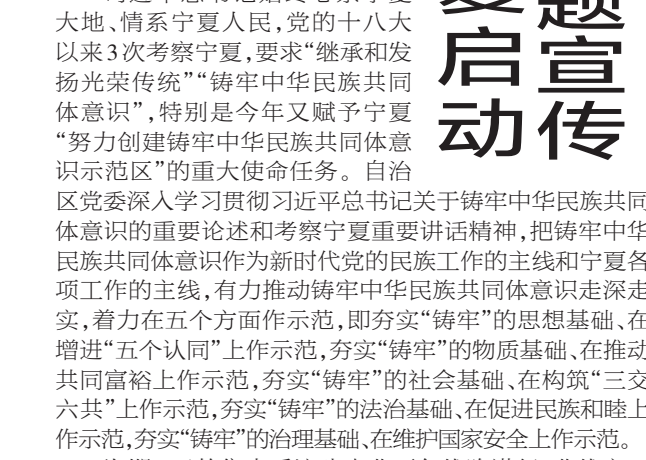 大地、情系宁夏人民,党的十八大
以来3次考察宁夏,要求“继承和发
扬光荣传统”“铸牢中华民族共同
体意识”,特别是今年又赋予宁夏
“努力创建铸牢中华民族共同体意
识示范区”的重大使命任务。自治
区党委深入学习贯彻习近平总书记关于铸牢中华民族共同
体意识的重要论述和考察宁夏重要讲话精神,把铸牢中华
民族共同体意识作为新时代党的民族工作的主线和宁夏各
项工作的主线,有力推动铸牢中华民族共同体意识走深走
实,着力在五个方面作示范,即夯实“铸牢”的思想基础、在
增进“五个认同”上作示范,夯实“铸牢”的物质基础、在推动
共同富裕上作示范,夯实“铸牢”的社会基础、在构筑“三交
六共”上作示范,夯实“铸牢”的法治基础、在促进民族和睦上
作示范,夯实“铸牢”的治理基础、在维护国家安全上作示范。
题宣传
夏启动